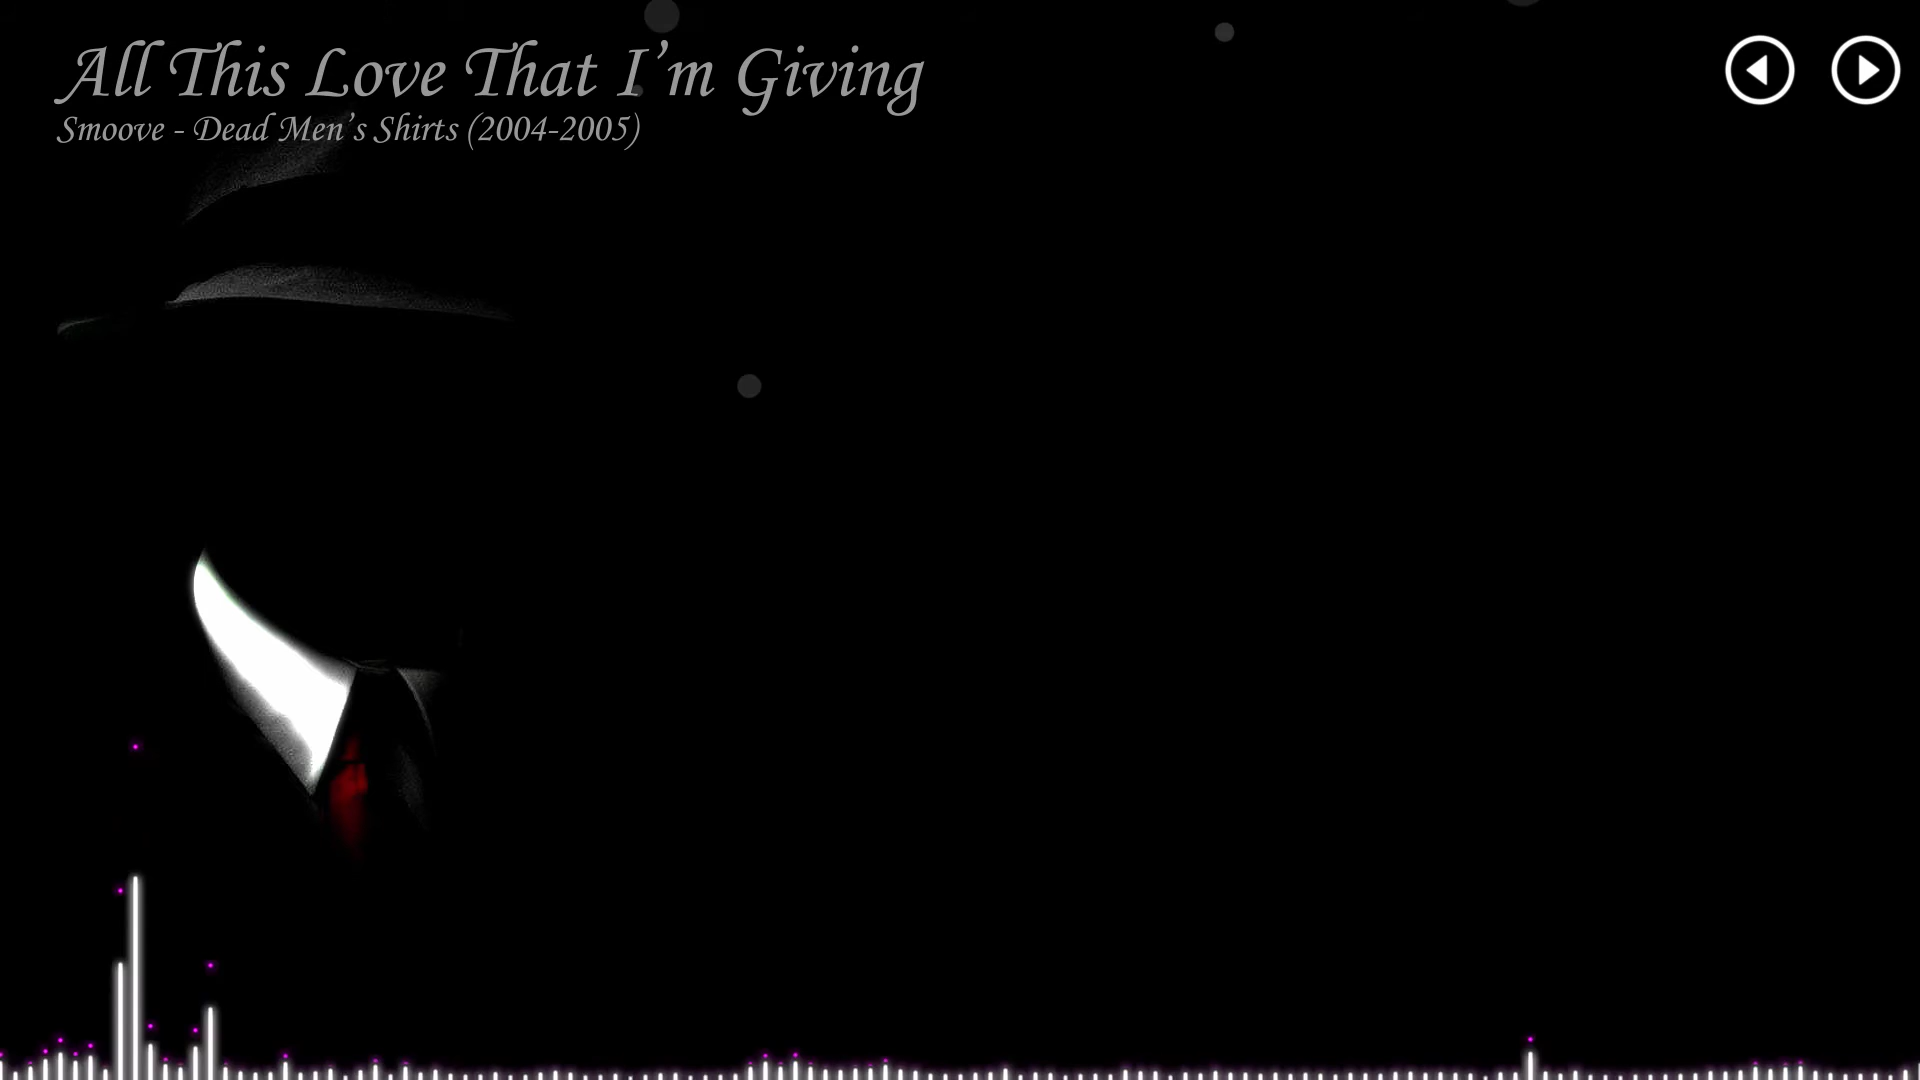 All This Love That I’m Giving
Smoove - Dead Men’s Shirts (2004-2005)